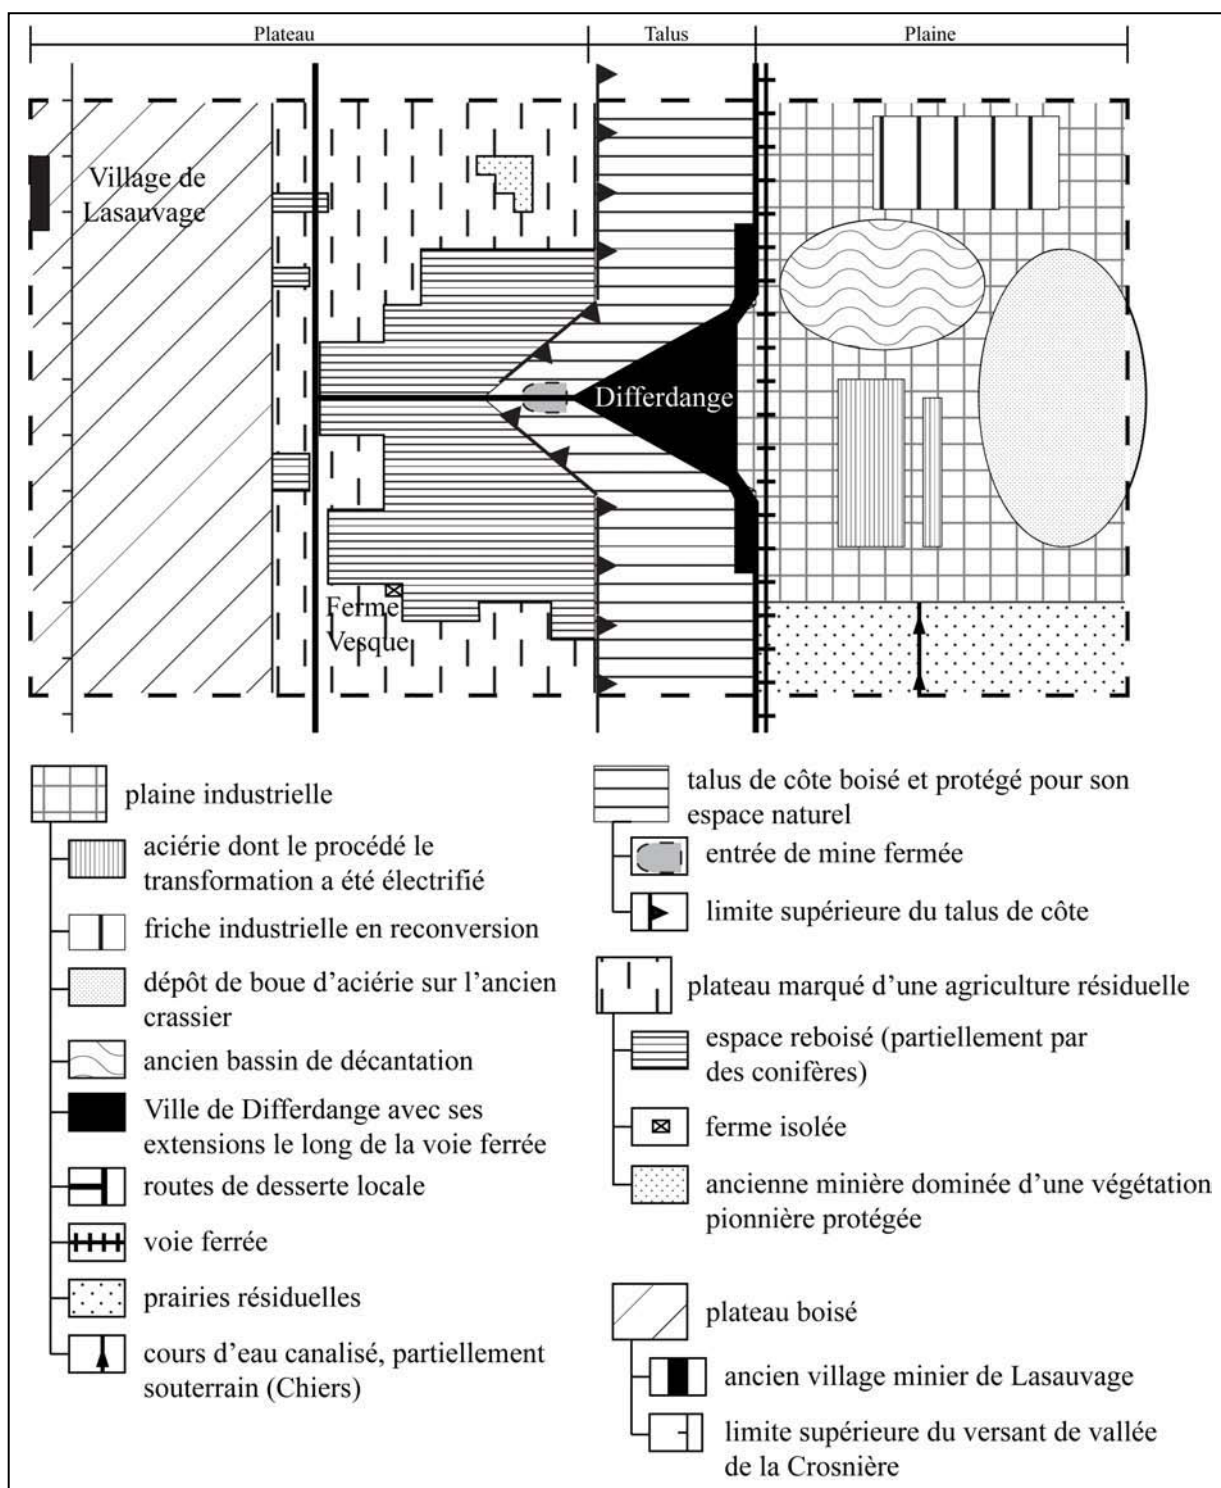 Plateau
Talus
Plaine
Village de
Lasauvage
Differdange
Ferme
Vesque
plaine industrielle
aciérie dont le procédé le
transformation a été électrifié
friche industrielle en reconversion
dépôt de boue d'aciérie sur l'ancien
crassier
ancien bassin de décantation
Ville de Differdange avec ses
extensions le long de la voie ferrée
routes de desserte locale
voie ferrée
prairies résiduelles
cours d'eau canalisé, partiellement
souterrain (Chiers)
talus de côte boisé et protégé pour son
espace naturel
entrée de mine fermée
limite supérieure du talus de côte
plateau marqué d'une agriculture résiduelle
espace reboisé (partiellement par
des conifères)
ferme isolée
ancienne minière dominée d'une végétation
pionnière protégée
plateau boisé
ancien village minier de Lasauvage
limite supérieure du versant de vallée
de la Crosnière